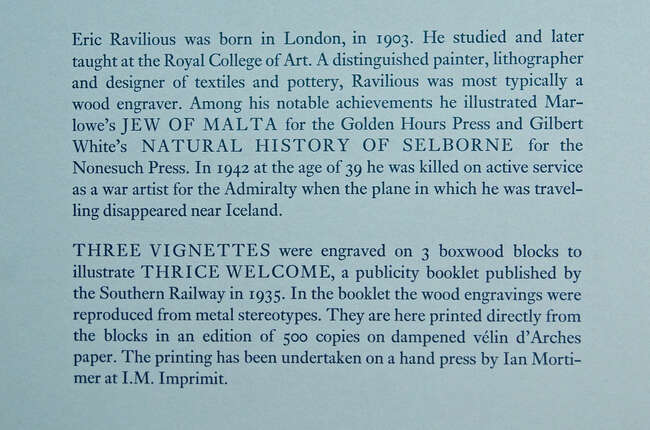 Eric Ravilious was born in London, in 1903. He studied and later
taught at the Royal College of Art. A distinguished painter, lithographer
and designer of textiles and pottery, Ravilious was most typically a
wood engraver. Among his notable achievements he illustrated Mar-
lowe's JEW OF MALTA for the Golden Hours Press and Gilbert
White's NATURAL HISTORY OF SELBORNE for the
Nonesuch Press. In 1942 at the age of 39 he was killed on active service
as a war artist for the Admiralty when the plane in which he was travel-
ling disappeared near Iceland.
THREE VIGNETTES were engraved on 3 boxwood blocks to
illustrate THRICE WELCOME, a publicity booklet published by
the Southern Railway in 1935. In the booklet the wood engravings were
reproduced from metal stereotypes. They are here printed directly from
the blocks in an edition of 500 copies on dampened vélin d'Arches
paper. The printing has been undertaken on a hand press by Ian Morti-
mer at I.M. Imprimit.